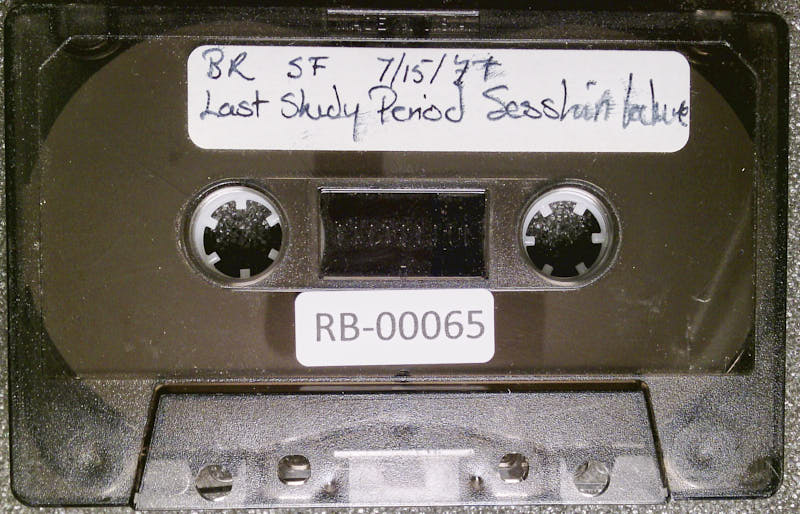 BR SF 7/15/77
Last Study Period Sesshin lecture
RB-00065